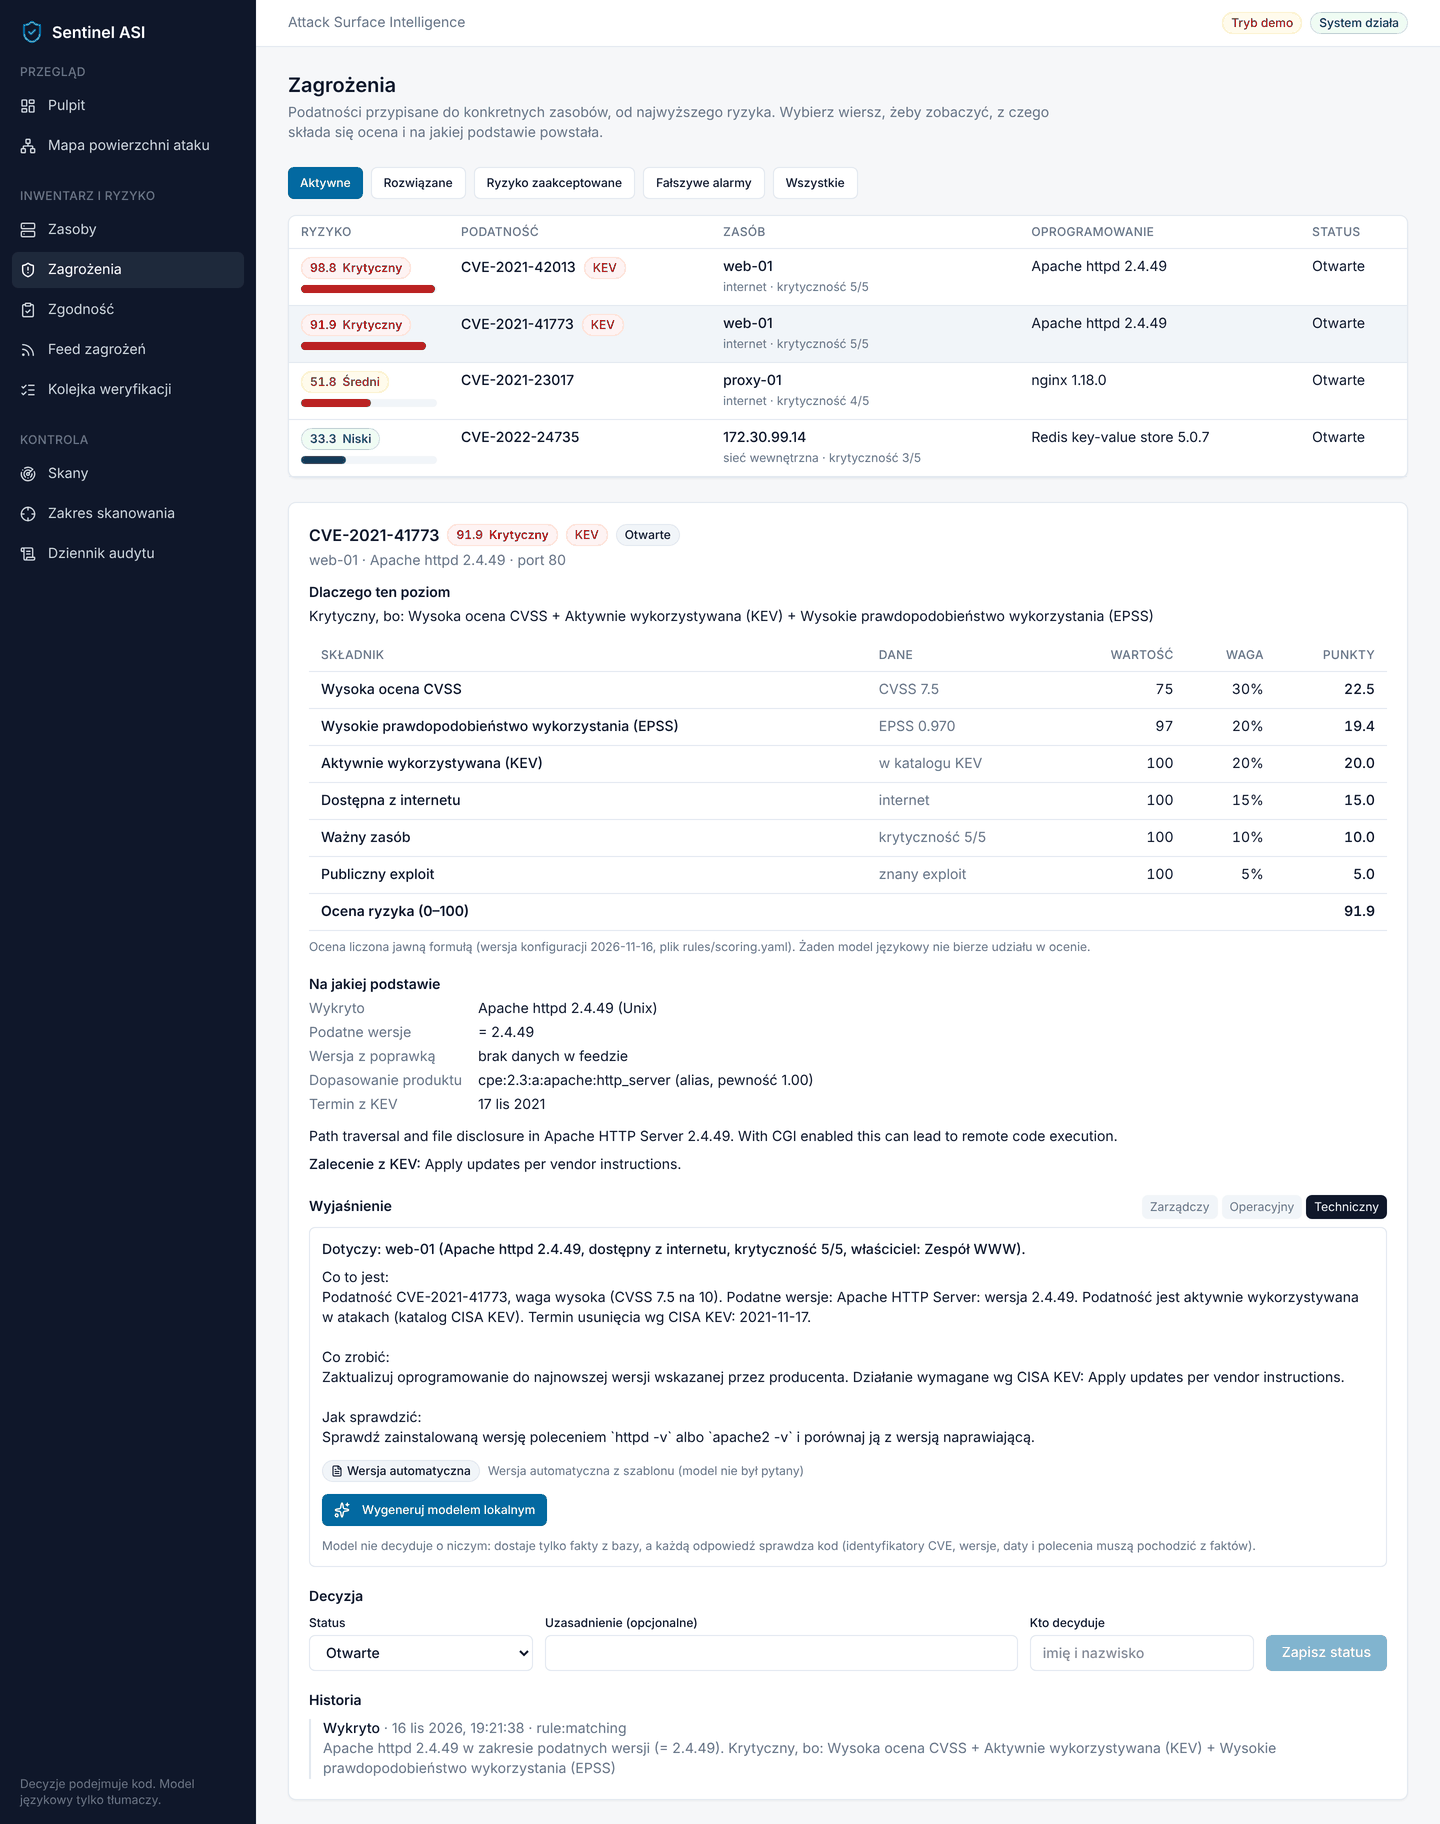 Sentinel ASI
PRZEGLĄD
Pulpit
Mapa powierzchni ataku
INWENTARZ I RYZYKO
Zasoby
Zagrożenia
Zgodność
Feed zagrożeń
Kolejka weryfikacji
KONTROLA
Skany
Zakres skanowania
Dziennik audytu
Decyzje podejmuje kod. Model
językowy tylko tłumaczy.
Attack Surface Intelligence
Tryb demo
System działa
Zagrożenia
Podatności przypisane do konkretnych zasobów, od najwyższego ryzyka. Wybierz wiersz, żeby zobaczyć, z czego
składa się ocena i na jakiej podstawie powstała.
Aktywne Rozwiązane Ryzyko zaakceptowane Fałszywe alarmy Wszystkie
RYZYKO PODATNOŚĆ ZASÓB OPROGRAMOWANIE STATUS
98.8 Krytyczny CVE-2021-42013 KEV web-01 Apache httpd 2.4.49 Otwarte
internet · krytyczność 5/5
91.9 Krytyczny CVE-2021-41773 KEV web-01 Apache httpd 2.4.49 Otwarte
internet · krytyczność 5/5
51.8 Średni CVE-2021-23017 proxy-01 nginx 1.18.0 Otwarte
internet · krytyczność 4/5
33.3 Niski CVE-2022-24735 172.30.99.14 Redis key-value store 5.0.7 Otwarte
sieć wewnętrzna · krytyczność 3/5
CVE-2021-41773 91.9 Krytyczny KEV Otwarte
web-01 · Apache httpd 2.4.49 · port 80
Dlaczego ten poziom
Krytyczny, bo: Wysoka ocena CVSS + Aktywnie wykorzystywana (KEV) + Wysokie prawdopodobieństwo wykorzystania (EPSS)
SKŁADNIK DANE WARTOŚĆ WAGA PUNKTY
Wysoka ocena CVSS CVSS 7.5 75 30% 22.5
Wysokie prawdopodobieństwo wykorzystania (EPSS) EPSS 0.970 97 20% 19.4
Aktywnie wykorzystywana (KEV) w katalogu KEV 100 20% 20.0
Dostępna z internetu internet 100 15% 15.0
Ważny zasób krytyczność 5/5 100 10% 10.0
Publiczny exploit znany exploit 100 5% 5.0
Ocena ryzyka (0–100) 91.9
Ocena liczona jawną formułą (wersja konfiguracji 2026-11-16, plik rules/scoring.yaml). Żaden model językowy nie bierze udziału w ocenie.
Na jakiej podstawie
Wykryto Apache httpd 2.4.49 (Unix)
Podatne wersje = 2.4.49
Wersja z poprawką brak danych w feedzie
Dopasowanie produktu cpe:2.3:a:apache:http_server (alias, pewność 1.00)
Termin z KEV 17 lis 2021
Path traversal and file disclosure in Apache HTTP Server 2.4.49. With CGI enabled this can lead to remote code execution.
Zalecenie z KEV: Apply updates per vendor instructions.
Wyjaśnienie Zarządczy Operacyjny Techniczny
Dotyczy: web-01 (Apache httpd 2.4.49, dostępny z internetu, krytyczność 5/5, właściciel: Zespół WWW).
Co to jest:
Podatność CVE-2021-41773, waga wysoka (CVSS 7.5 na 10). Podatne wersje: Apache HTTP Server: wersja 2.4.49. Podatność jest aktywnie wykorzystywana
w atakach (katalog CISA KEV). Termin usunięcia wg CISA KEV: 2021-11-17.
Co zrobić:
Zaktualizuj oprogramowanie do najnowszej wersji wskazanej przez producenta. Działanie wymagane wg CISA KEV: Apply updates per vendor instructions.
Jak sprawdzić:
Sprawdź zainstalowaną wersję poleceniem `httpd -v` albo `apache2 -v` i porównaj ją z wersją naprawiającą.
Wersja automatyczna Wersja automatyczna z szablonu (model nie był pytany)
Wygeneruj modelem lokalnym
Model nie decyduje o niczym: dostaje tylko fakty z bazy, a każdą odpowiedź sprawdza kod (identyfikatory CVE, wersje, daty i polecenia muszą pochodzić z faktów).
Decyzja
Status Uzasadnienie (opcjonalne) Kto decyduje
Otwarte imię i nazwisko Zapisz status
Historia
Wykryto · 16 lis 2026, 19:21:38 · rule:matching
Apache httpd 2.4.49 w zakresie podatnych wersji (= 2.4.49). Krytyczny, bo: Wysoka ocena CVSS + Aktywnie wykorzystywana (KEV) + Wysokie
prawdopodobieństwo wykorzystania (EPSS)